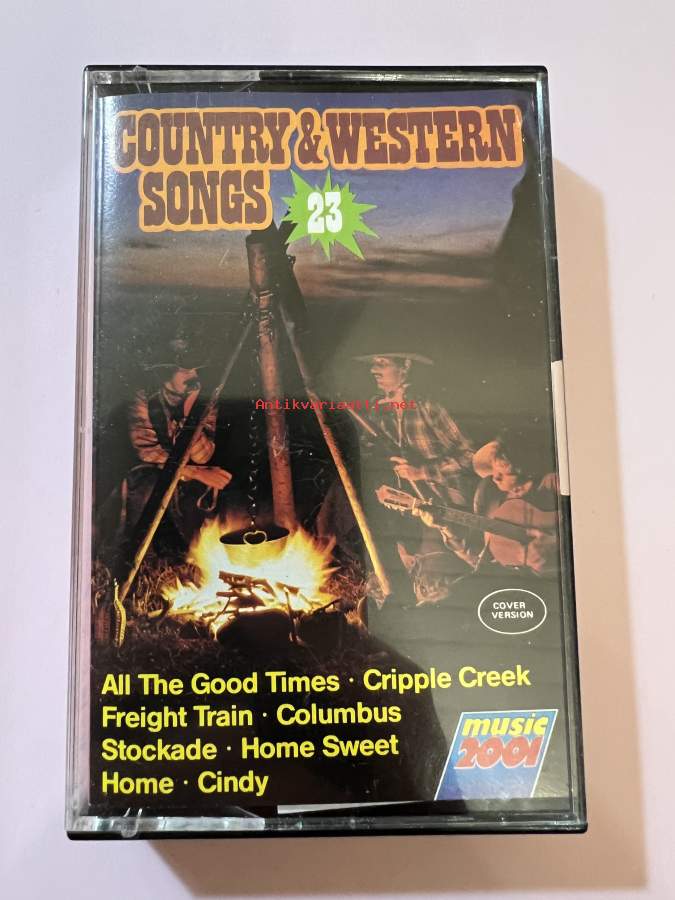 COUNTRY & WESTERN
SONGS 23
Antikvariaatti.net
COVER
VERSION
All The Good Times · Cripple Creek
Freight Train · Columbus
Stockade · Home Sweet
Home · Cindy
music
2001